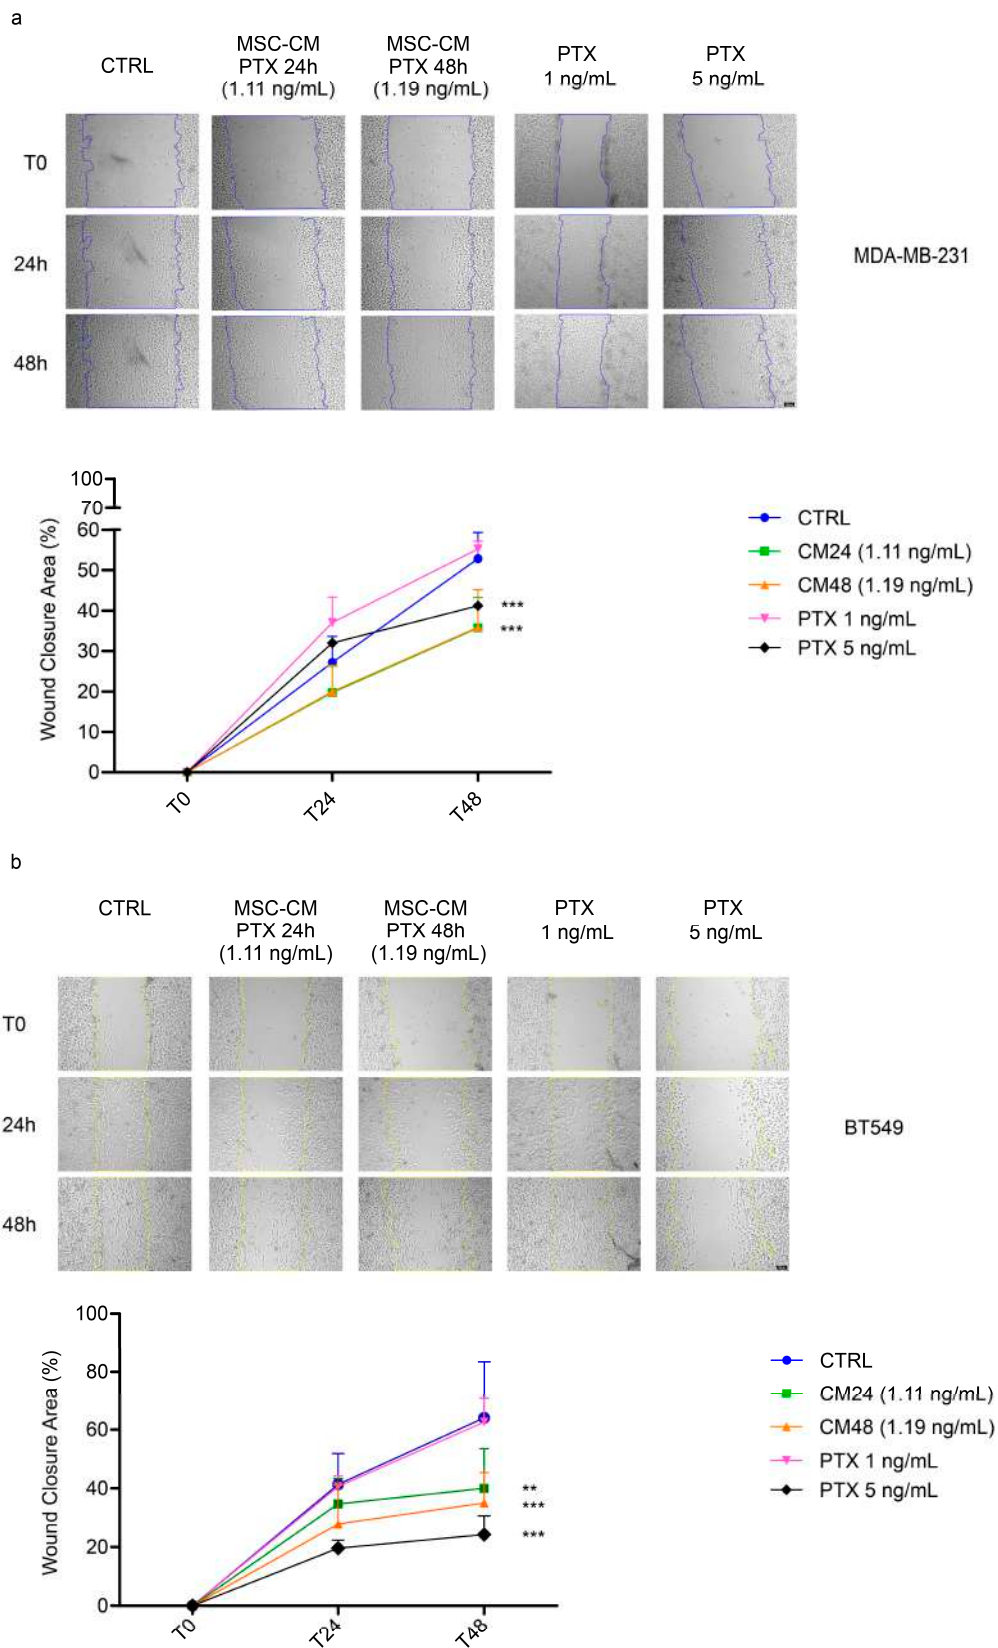 a
CTRL
MSC-CM
PTX 24h
(1.11 ng/mL)
MSC-CM
PTX 48h
(1.19 ng/mL)
PTX
1 ng/mL
PTX
5 ng/mL
T0
24h
48h
MDA-MB-231
Wound Closure Area (%)
100
70
60
50
40
30
20
10
0
T0
T24
T48
***
***
CTRL
CM24 (1.11 ng/mL)
CM48 (1.19 ng/mL)
PTX 1 ng/mL
PTX 5 ng/mL
b
CTRL
MSC-CM
PTX 24h
(1.11 ng/mL)
MSC-CM
PTX 48h
(1.19 ng/mL)
PTX
1 ng/mL
PTX
5 ng/mL
T0
24h
48h
BT549
Wound Closure Area (%)
100
80
60
40
20
0
T0
T24
T48
**
***
***
CTRL
CM24 (1.11 ng/mL)
CM48 (1.19 ng/mL)
PTX 1 ng/mL
PTX 5 ng/mL